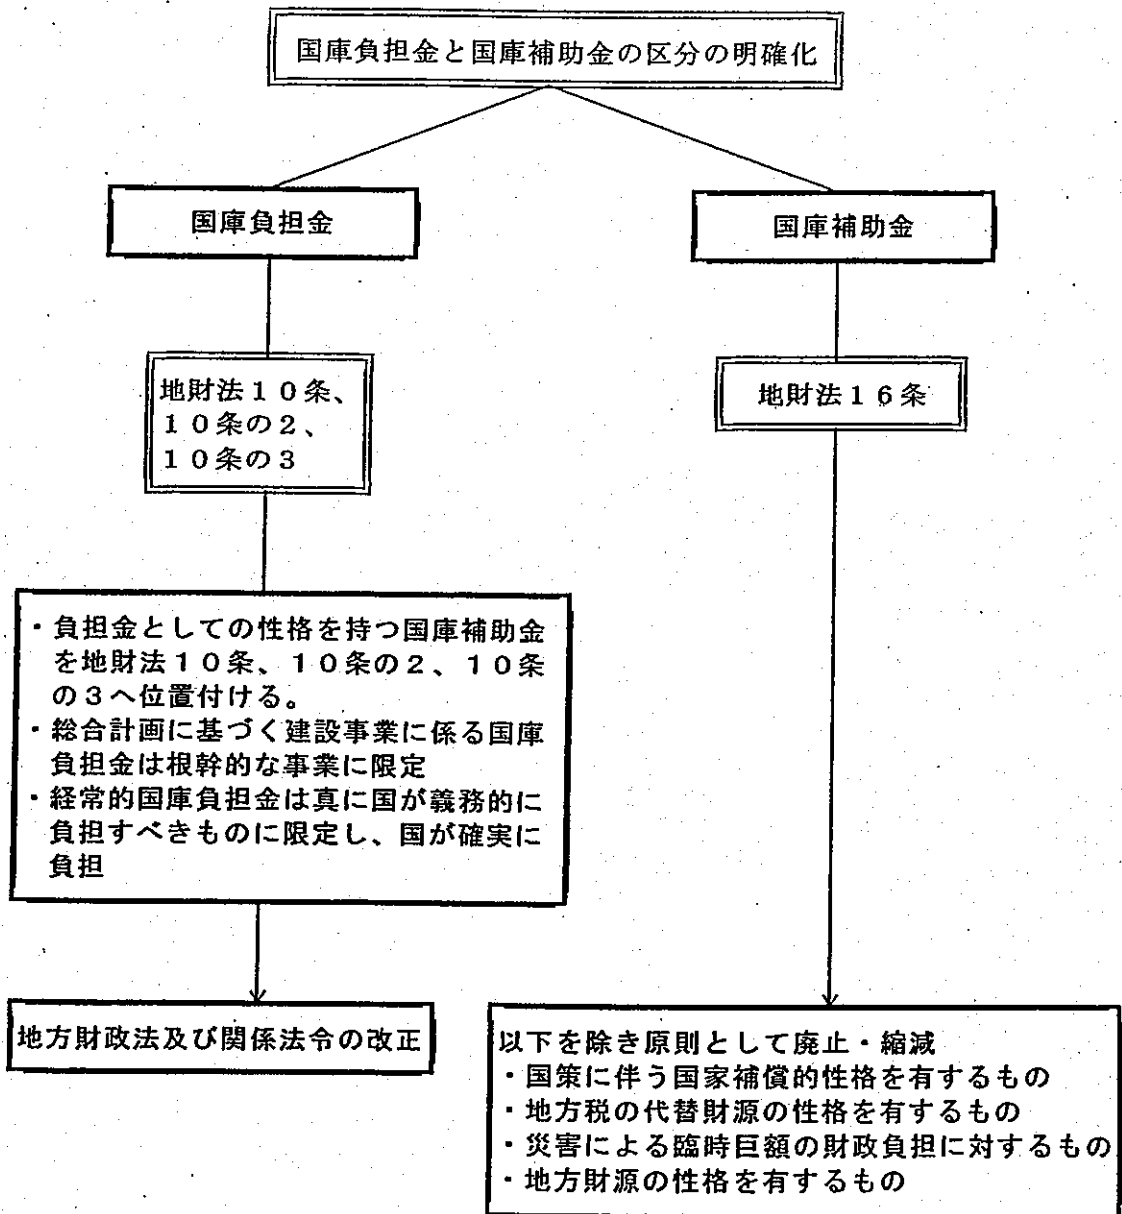 国庫負担金と国庫補助金の区分の明確化
国庫負担金
国庫補助金
地財法10条、
10条の2、
10条の3
地財法16条
・負担金としての性格を持つ国庫補助金
を地財法10条、10条の2、10条
の3へ位置付ける。
・総合計画に基づく建設事業に係る国庫
負担金は根幹的な事業に限定
・経常的国庫負担金は真に国が義務的に
負担すべきものに限定し、国が確実に
負担
地方財政法及び関係法令の改正
以下を除き原則として廃止・縮減
・国策に伴う国家補償的性格を有するもの
・地方税の代替財源の性格を有するもの
・災害による臨時巨額の財政負担に対するもの
・地方財源の性格を有するもの